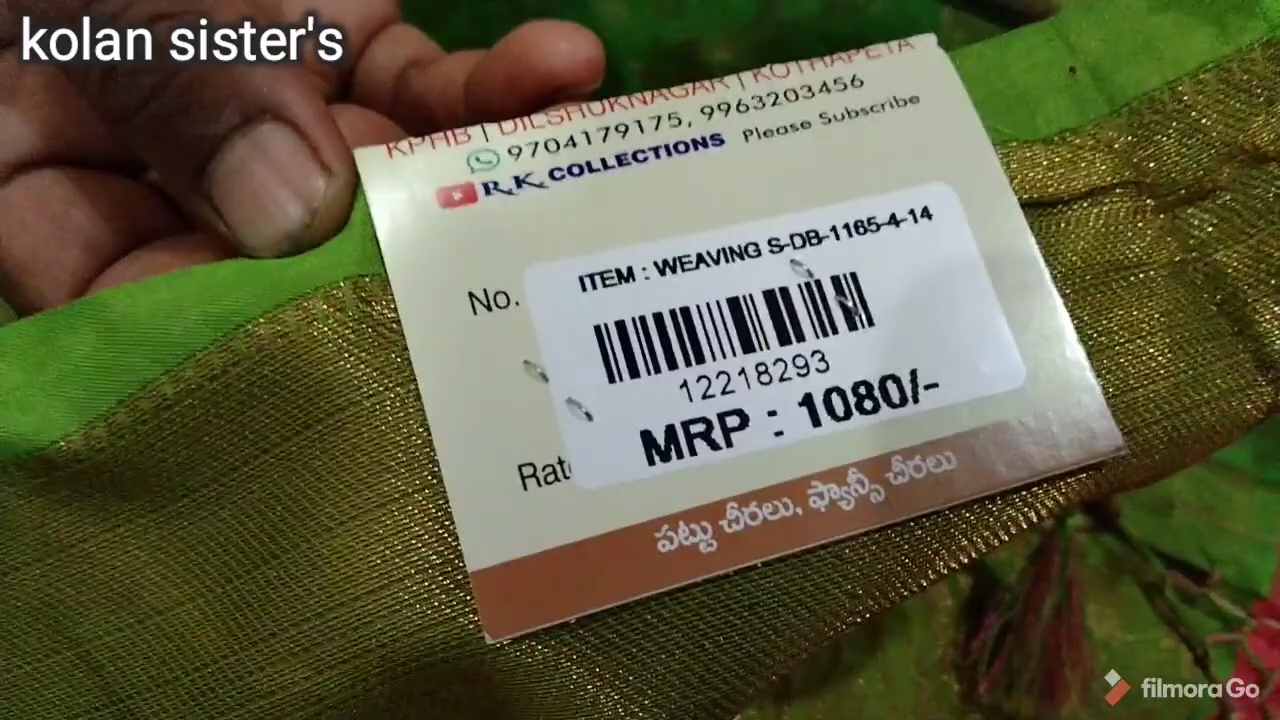 kolan sister's
KPHB | DILSHUKNAGAR | KOTHAPETA
9704179175, 9963203456
R.K COLLECTIONS Please Subscribe
No.
ITEM : WEAVING S-DB-1165-4-14
12218293
MRP : 1080/-
Rate
పట్టు చీరలు, ఫ్యాన్సీ చీరలు
filmoraGo